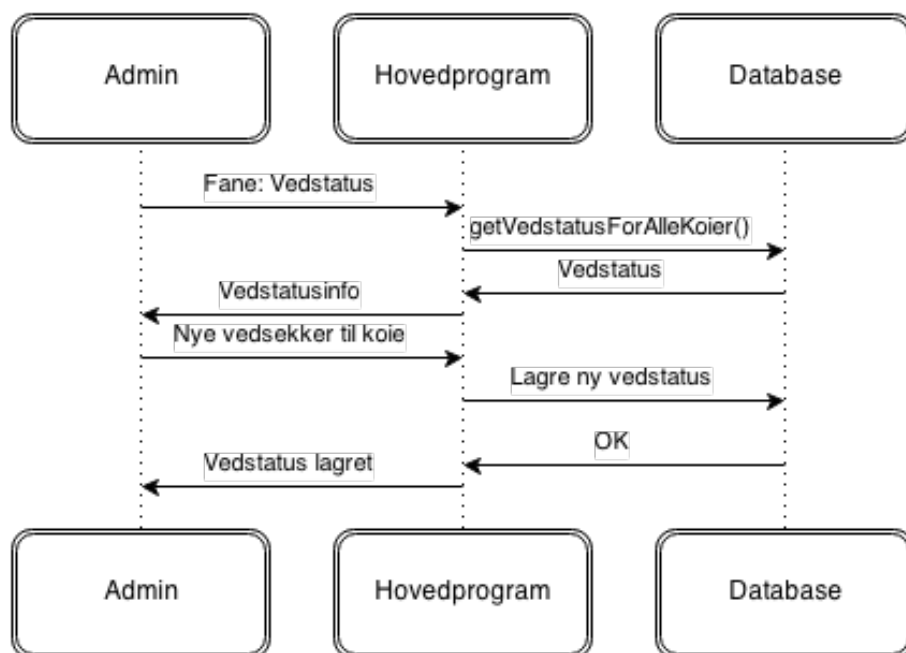 Admin
Hovedprogram
Database
Fane: Vedstatus
getVedstatusForAlleKoier()
Vedstatus
Vedstatusinfo
Nye vedsekker til koie
Lagre ny vedstatus
OK
Vedstatus lagret
Admin
Hovedprogram
Database